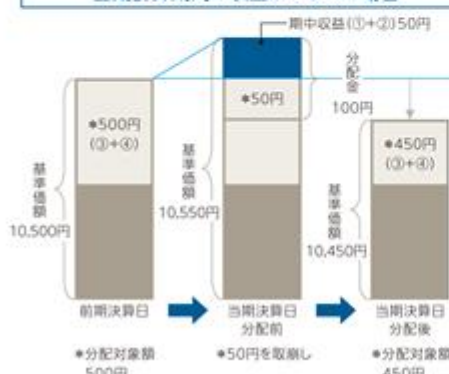 期中収益(①+②)50円
*50円
分配金
100円
*500円
(③+④)
*450円
(③+④)
基準価額
10,500円
基準価額
10,550円
基準価額
10,450円
前期決算日
当期決算日
分配前
当期決算日
分配後
*分配対象額
500円
*50円を取崩し
*分配対象額
450円